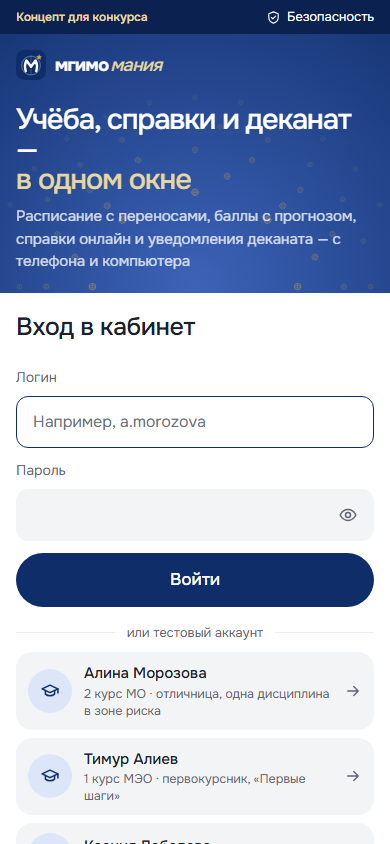 Концепт для конкурса
Безопасность
мгимо мания
Учёба, справки и деканат
—
в одном окне
Расписание с переносами, баллы с прогнозом,
справки онлайн и уведомления деканата — с
телефона и компьютера
Вход в кабинет
Логин
Например, a.morozova
Пароль
Войти
или тестовый аккаунт
Алина Морозова
2 курс МО · отличница, одна дисциплина
в зоне риска
Тимур Алиев
1 курс МЭО · первокурсник, «Первые
шаги»